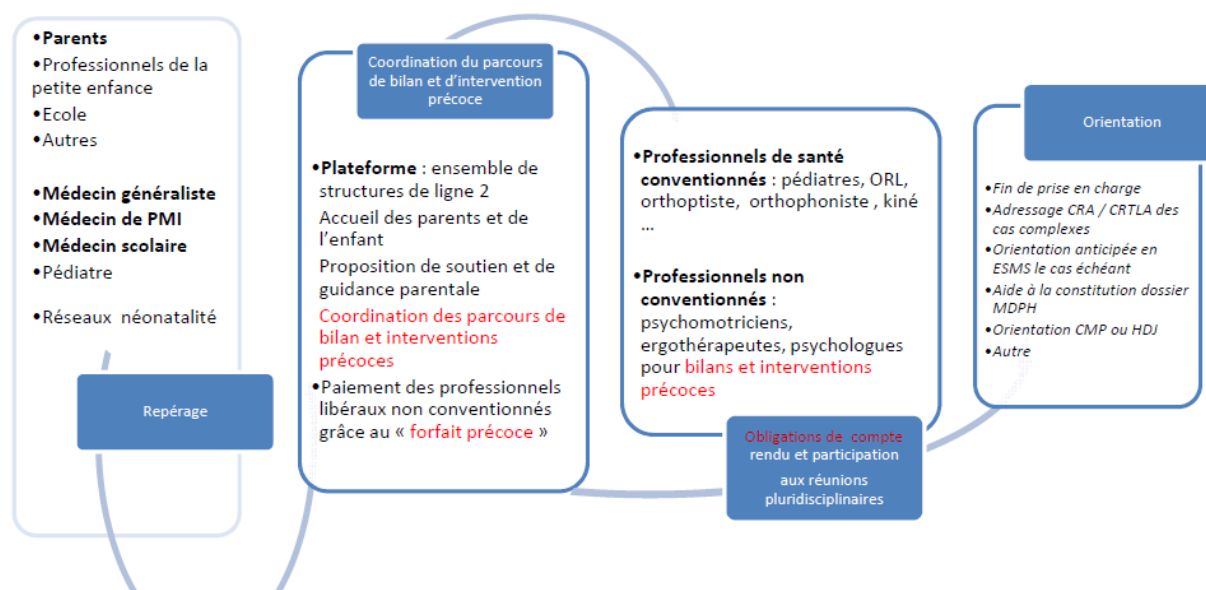 •Parents
•Professionnels de la
petite enfance
•Ecole
•Autres
•Médecin généraliste
•Médecin de PMI
•Médecin scolaire
•Pédiatre
•Réseaux néonatalité
Repérage
Coordination du parcours
de bilan et d’intervention
précoce
•Plateforme : ensemble de
structures de ligne 2
Accueil des parents et de
l’enfant
Proposition de soutien et de
guidance parentale
Coordination des parcours de
bilan et interventions
précoces
•Paiement des professionnels
libéraux non conventionnés
grâce au « forfait précoce »
•Professionnels de santé
conventionnés : pédiatres, ORL,
orthoptiste, orthophoniste , kiné
...
•Professionnels non
conventionnés :
psychomotriciens,
ergothérapeutes, psychologues
pour bilans et interventions
précoces
Obligations de compte
rendu et participation
aux réunions
pluridisciplinaires
Orientation
•Fin de prise en charge
•Adressage CRA / CRTLA des
cas complexes
•Orientation anticipée en
ESMS le cas échéant
•Aide à la constitution dossier
MDPH
•Orientation CMP ou HDJ
•Autre